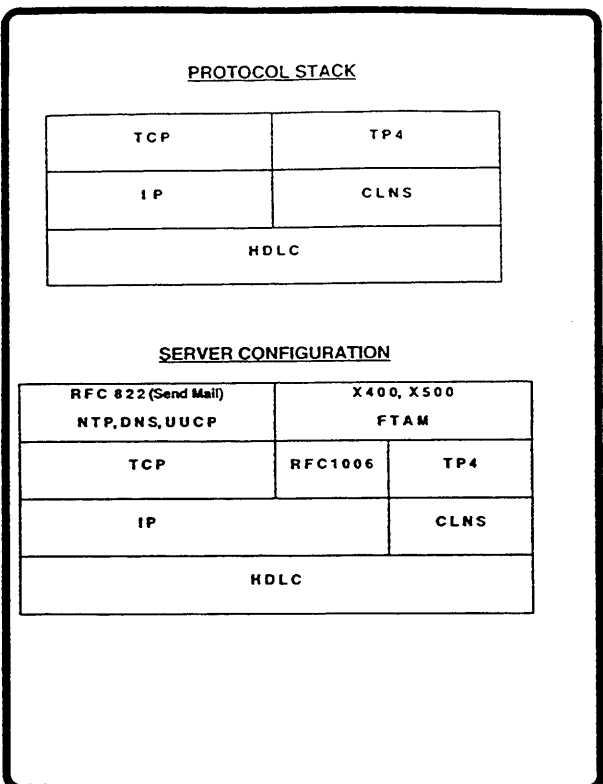 PROTOCOL STACK
TCP TP4
IP CLNS
HDLC
SERVER CONFIGURATION
RFC 822 (Send Mail) X400, X500
NTP, DNS, UUCP FTAM
TCP RFC1006 TP4
IP CLNS
HDLC